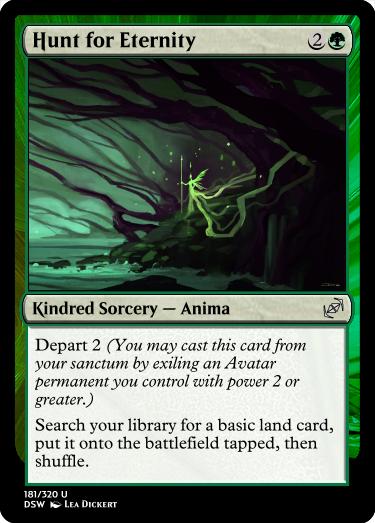 Hunt for Eternity 2
Kindred Sorcery — Anima
Depart 2 (You may cast this card from
your sanctum by exiling an Avatar
permanent you control with power 2 or
greater.)
Search your library for a basic land card,
put it onto the battlefield tapped, then
shuffle.
181/320 U
DSW Lea Dickert